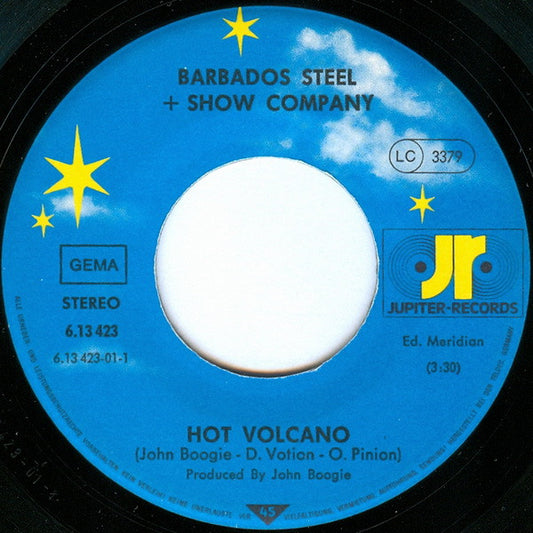 BARBADOS STEEL
+ SHOW COMPANY
LC 3379
GEMA
STEREO
6.13 423
6.13 423-01-1
jr
JUPITER-RECORDS
Ed. Meridian
(3:30)
HOT VOLCANO
(John Boogie - D. Votion - O. Pinion)
Produced By John Boogie
45